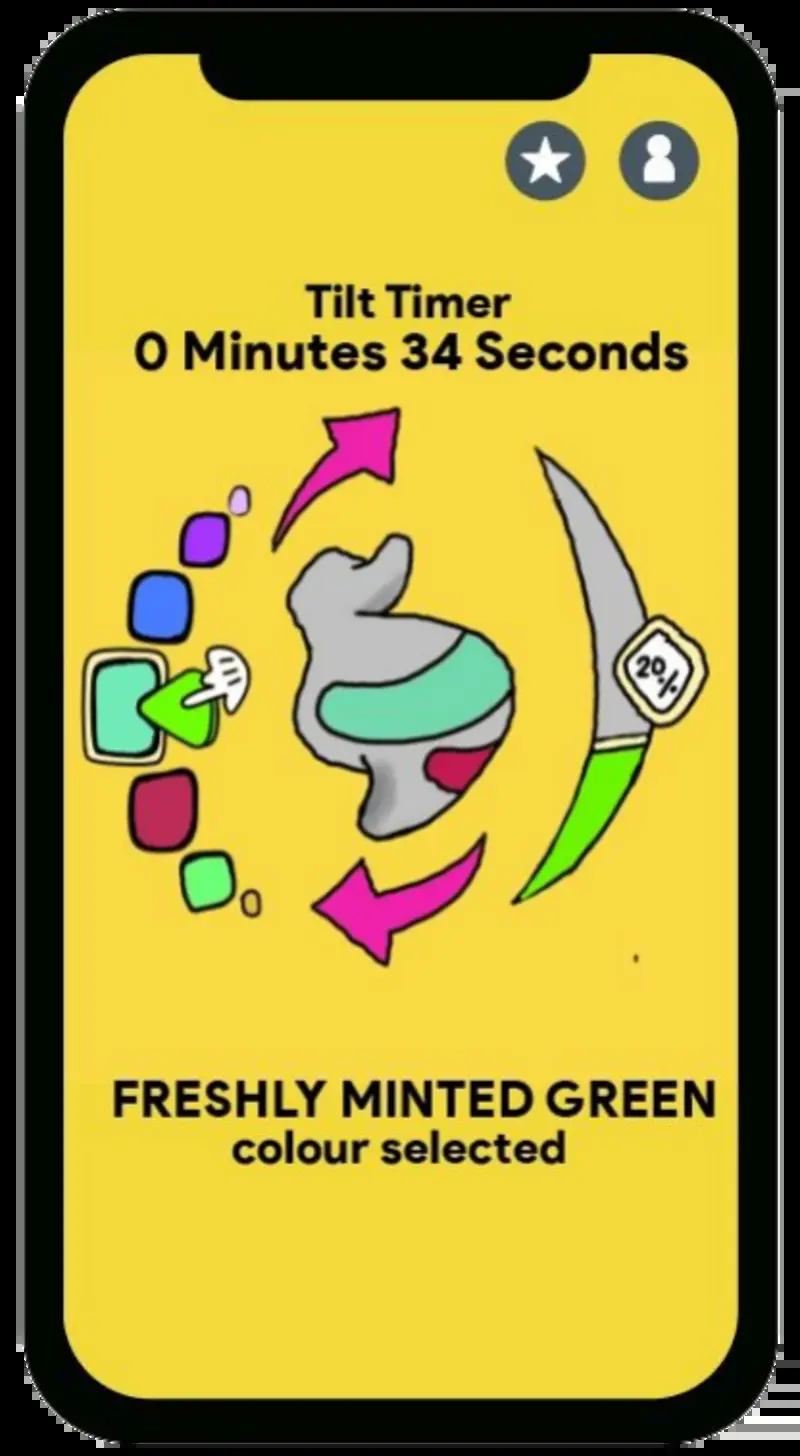 Tilt Timer
0 Minutes 34 Seconds
20%
FRESHLY MINTED GREEN
colour selected